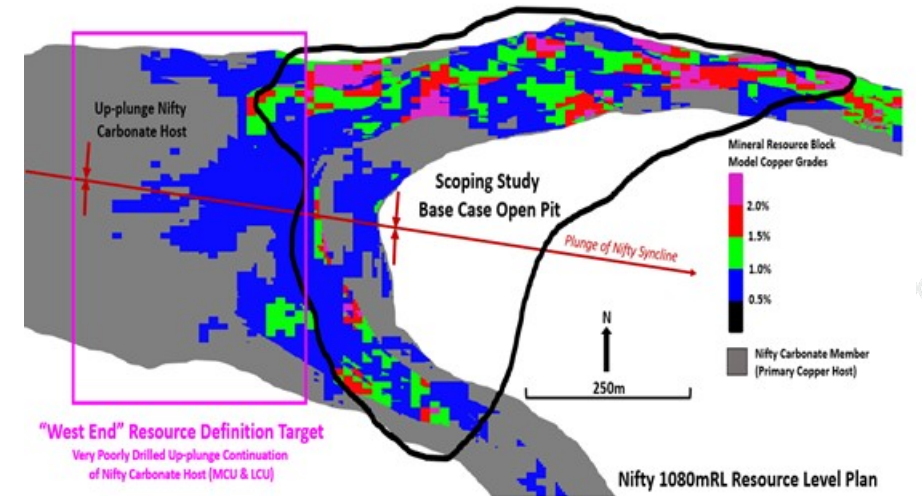 Up-plunge Nifty
Carbonate Host
Scoping Study
Base Case Open Pit
Plunge of Nifty Syncline
Mineral Resource Block
Model Copper Grades
2.0%
1.5%
1.0%
0.5%
N
250m
Nifty Carbonate Member
(Primary Copper Host)
"West End" Resource Definition Target
Very Poorly Drilled Up-plunge Continuation
of Nifty Carbonate Host (MCU & LCU)
Nifty 1080mRL Resource Level Plan